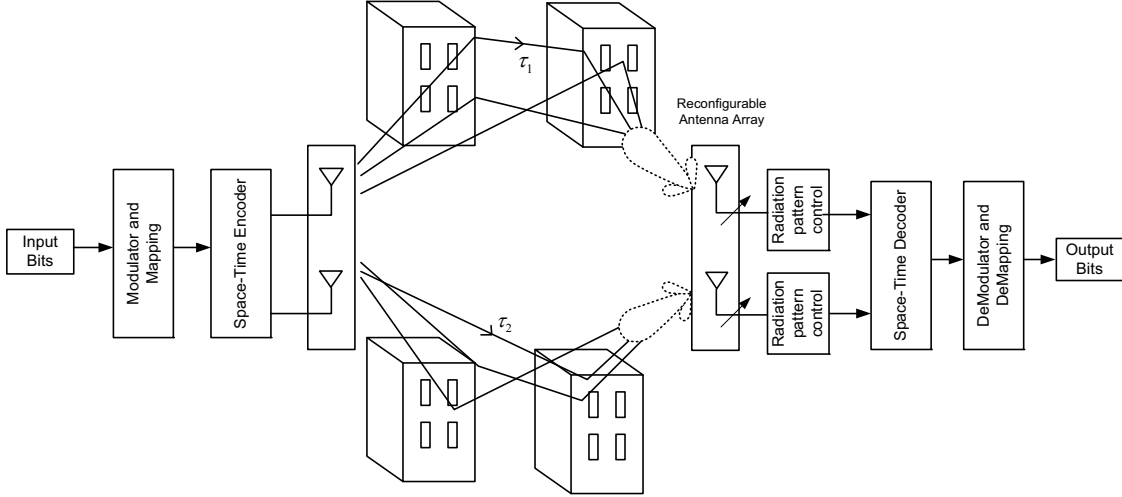 Input
Bits
Modulator and
Mapping
Space-Time Encoder
τ1
τ2
Reconfigurable
Antenna Array
Radiation
pattern
control
Radiation
pattern
control
Space-Time Decoder
DeModulator and
DeMapping
Output
Bits